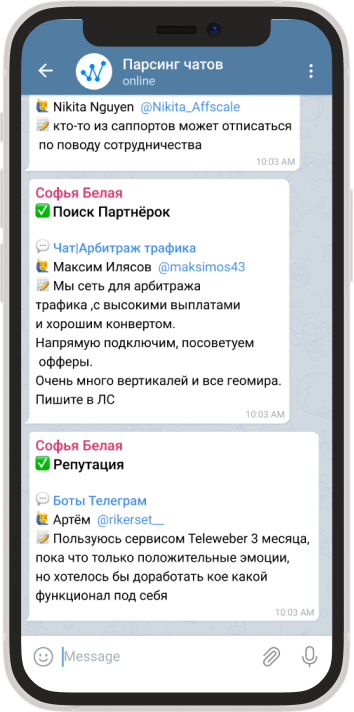 Парсинг чатов
online
Nikita Nguyen @Nikita_Affscale
кто-то из саппортов может отписаться
по поводу сотрудничества
10:03 AM
Софья Белая
Поиск Партнёрок
Чат|Арбитраж трафика
Максим Илясов @maksimos43
Мы сеть для арбитража
трафика ,с высокими выплатами
и хорошим конвертом.
Напрямую подключим, посоветуем
офферы.
Очень много вертикалей и все геомира.
Пишите в ЛС
10:03 AM
Софья Белая
Репутация
Боты Телеграм
Артём @rikerset__
Пользуюсь сервисом Teleweber 3 месяца,
пока что только положительные эмоции,
но хотелось бы доработать кое какой
функционал под себя
10:03 AM
Message